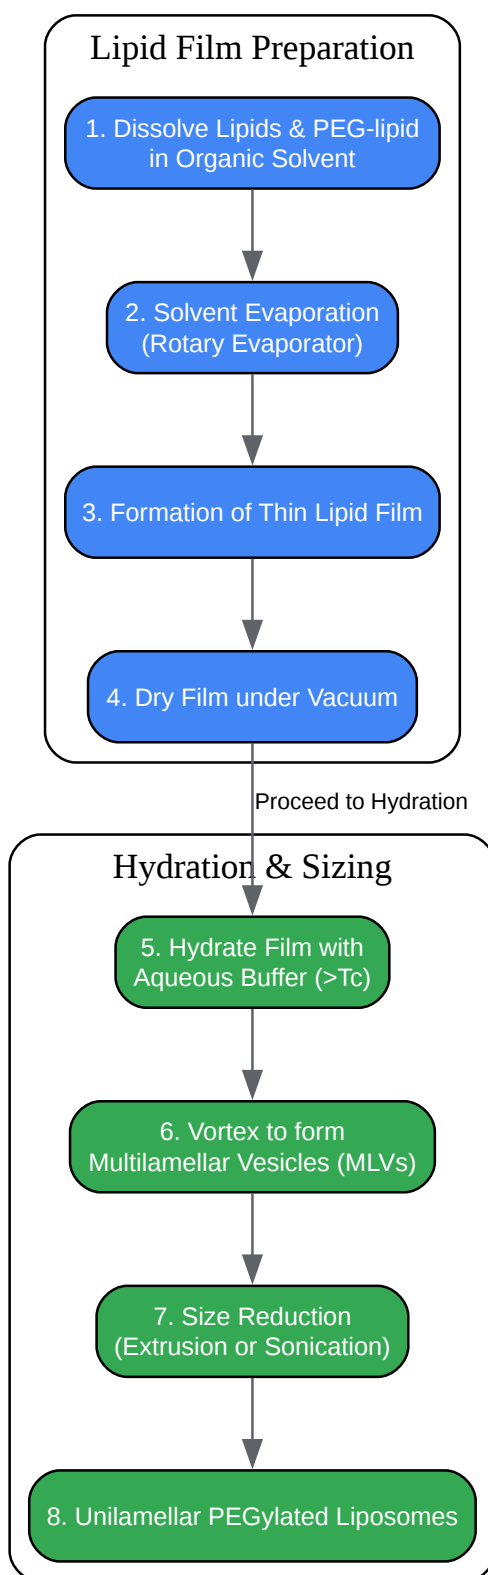 Lipid Film Preparation
1. Dissolve Lipids & PEG-lipid
in Organic Solvent
2. Solvent Evaporation
(Rotary Evaporator)
3. Formation of Thin Lipid Film
4. Dry Film under Vacuum
Proceed to Hydration
Hydration & Sizing
5. Hydrate Film with
Aqueous Buffer (>Tc)
6. Vortex to form
Multilamellar Vesicles (MLVs)
7. Size Reduction
(Extrusion or Sonication)
8. Unilamellar PEGylated Liposomes